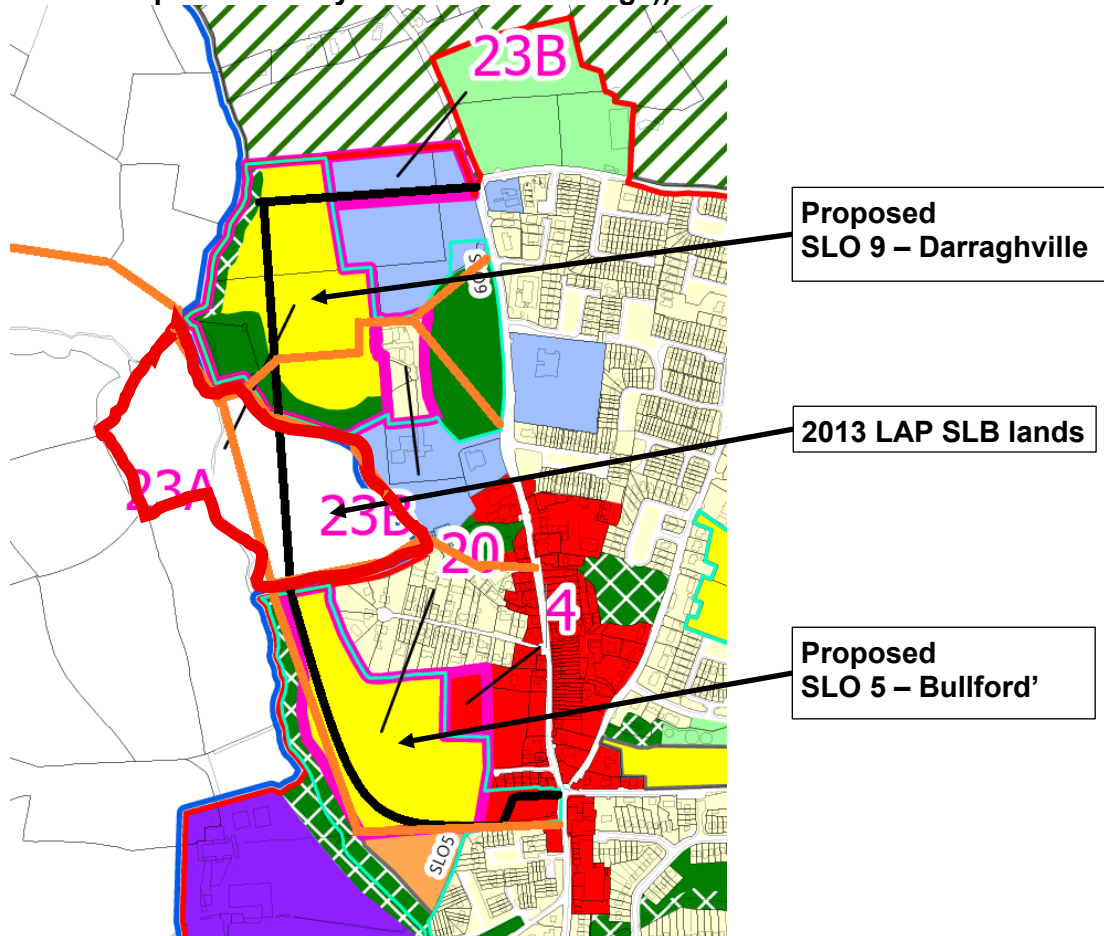 23B
Proposed
SLO 9 – Darraghville
SLO9
2013 LAP SLB lands
23A
23B
20
4
Proposed
SLO 5 – Bullford’
SLO5